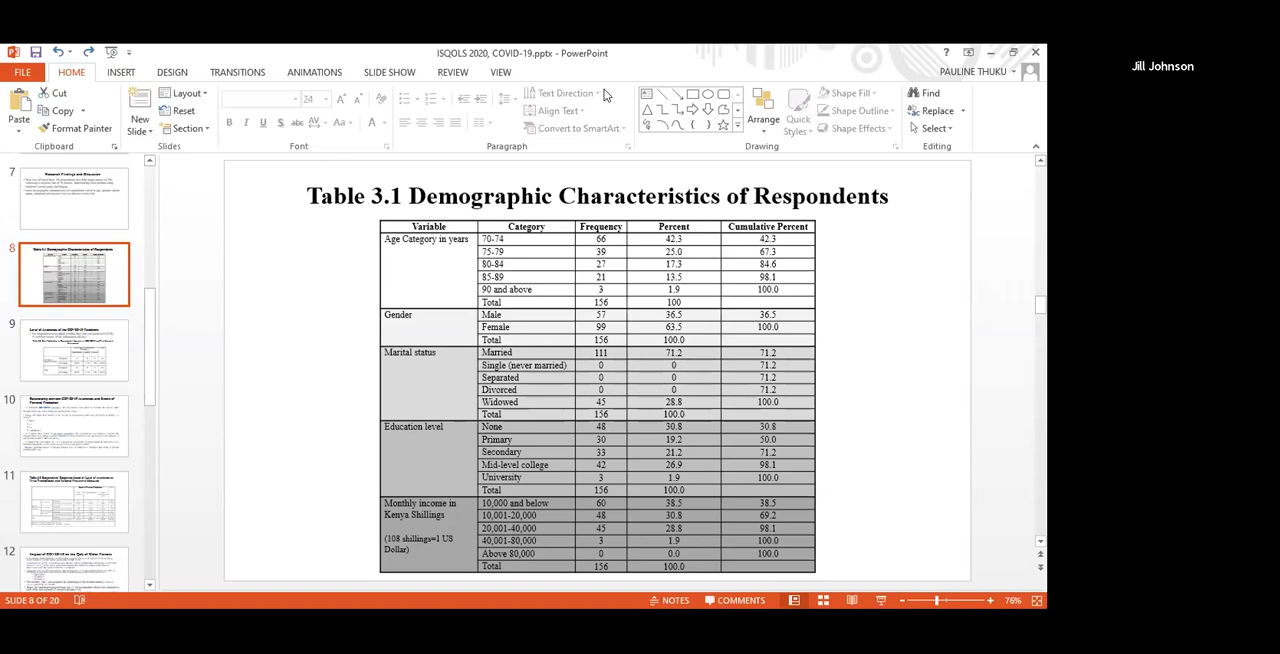 ISQOLS 2020, COVID-19.pptx - PowerPoint
Jill Johnson
FILE HOME INSERT DESIGN TRANSITIONS ANIMATIONS SLIDE SHOW REVIEW VIEW PAULINE THUKU
Cut Layout Text Direction Shape Fill Find
Copy Reset Align Text Shape Outline Replace
Paste Format Painter New Slide Section 24 Convert to SmartArt Arrange Quick Styles Shape Effects Select
Clipboard Slides Font Paragraph Drawing Editing
7
Research Findings and Discussion
8
9
Level of Awareness of the COVID-19 Pandemic
10
11
12
Table 3.1 Demographic Characteristics of Respondents
Variable Category Frequency Percent Cumulative Percent
Age Category in years 70-74 66 42.3 42.3
75-79 39 25.0 67.3
80-84 27 17.3 84.6
85-89 21 13.5 98.1
90 and above 3 1.9 100.0
Total 156 100
Gender Male 57 36.5 36.5
Female 99 63.5 100.0
Total 156 100.0
Marital status Married 111 71.2 71.2
Single (never married) 0 0 71.2
Separated 0 0 71.2
Divorced 0 0 71.2
Widowed 45 28.8 100.0
Total 156 100.0
Education level None 48 30.8 30.8
Primary 30 19.2 50.0
Secondary 33 21.2 71.2
Mid-level college 42 26.9 98.1
University 3 1.9 100.0
Total 156 100.0
Monthly income in 10,000 and below 60 38.5 38.5
Kenya Shillings 10,001-20,000 48 30.8 69.2
20,001-40,000 45 28.8 98.1
(108 shillings=1 US 40,001-80,000 3 1.9 100.0
Dollar) Above 80,000 0 0.0 100.0
Total 156 100.0
SLIDE 8 OF 20 NOTES COMMENTS 76%